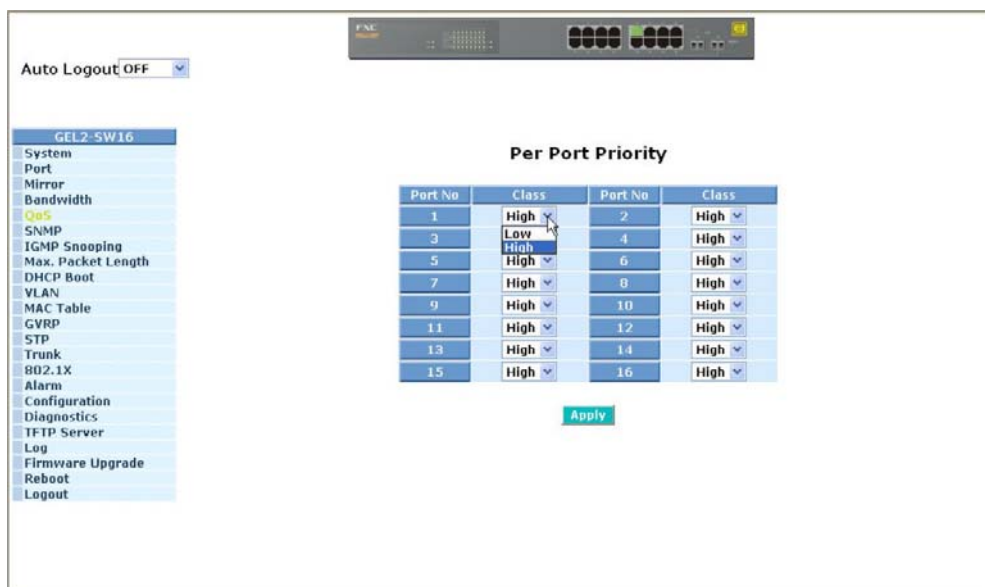 FXC
Auto Logout OFF
GEL2-SW16
System
Port
Mirror
Bandwidth
QoS
SNMP
IGMP Snooping
Max. Packet Length
DHCP Boot
VLAN
MAC Table
GVRP
STP
Trunk
802.1X
Alarm
Configuration
Diagnostics
TFTP Server
Log
Firmware Upgrade
Reboot
Logout
Per Port Priority
Port No Class Port No Class
1 High 2 High
Low
High
3 4 High
5 High 6 High
7 High 8 High
9 High 10 High
11 High 12 High
13 High 14 High
15 High 16 High
Apply